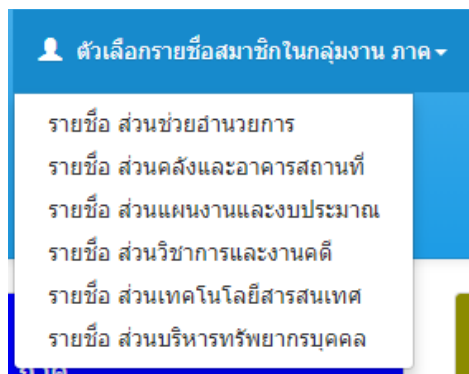 ตัวเลือกรายชื่อสมาชิกในกลุ่มงาน ภาค
รายชื่อ ส่วนช่วยอำนวยการ
รายชื่อ ส่วนคลังและอาคารสถานที่
รายชื่อ ส่วนแผนงานและงบประมาณ
รายชื่อ ส่วนวิชาการและงานคดี
รายชื่อ ส่วนเทคโนโลยีสารสนเทศ
รายชื่อ ส่วนบริหารทรัพยากรบุคคล